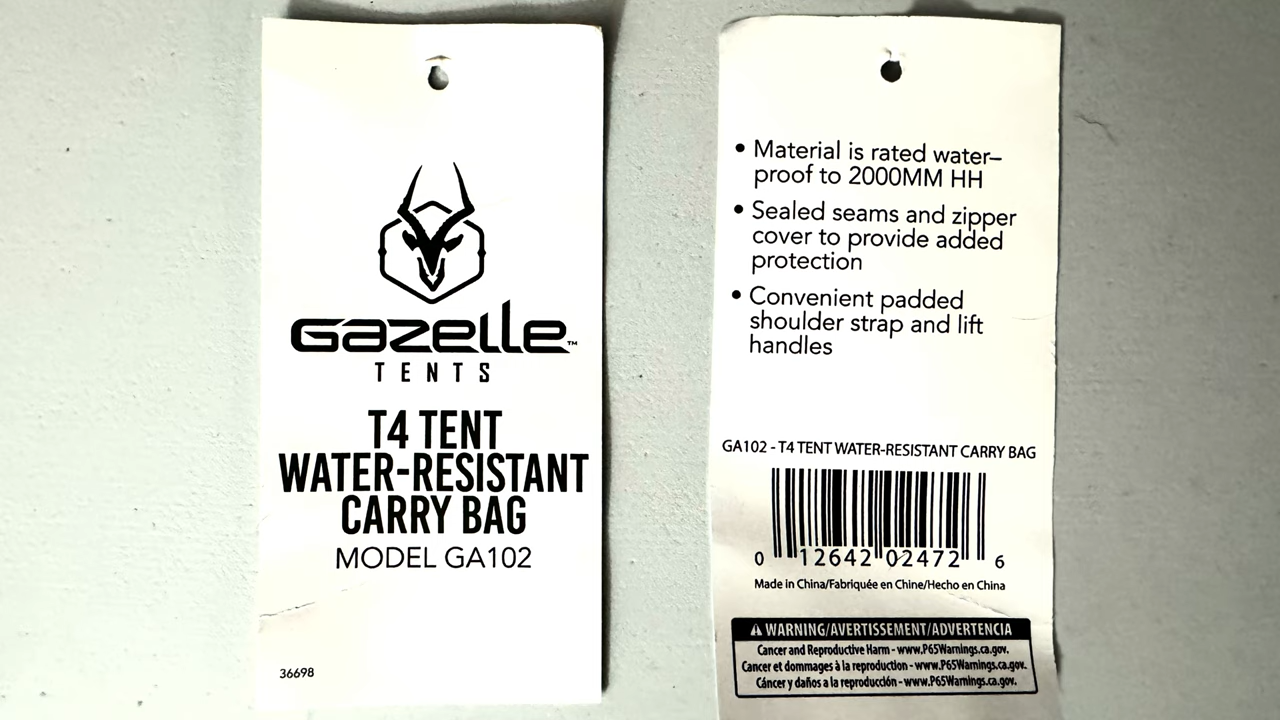 Gazelle™
TENTS
T4 TENT
WATER-RESISTANT
CARRY BAG
MODEL GA102
36698
• Material is rated water–
proof to 2000MM HH
• Sealed seams and zipper
cover to provide added
protection
• Convenient padded
shoulder strap and lift
handles
GA102 - T4 TENT WATER-RESISTANT CARRY BAG
0 12642 02472 6
Made in China/Fabriquée en Chine/Hecho en China
⚠ WARNING/AVERTISSEMENT/ADVERTENCIA
Cancer and Reproductive Harm - www.P65Warnings.ca.gov.
Cancer et dommages à la reproduction - www.P65Warnings.ca.gov.
Cáncer y daños a la reproducción - www.P65Warnings.ca.gov.